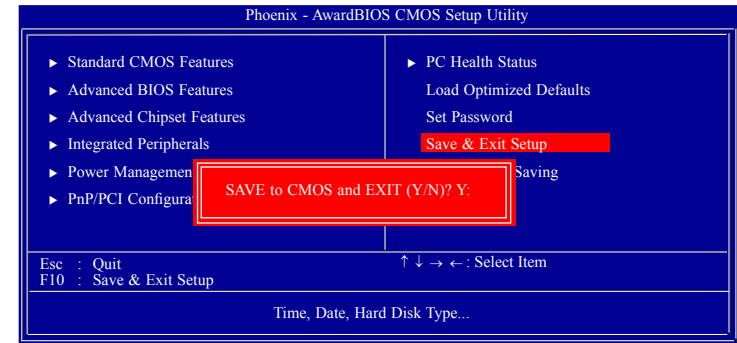 Phoenix - AwardBIOS CMOS Setup Utility
► Standard CMOS Features
► Advanced BIOS Features
► Advanced Chipset Features
► Integrated Peripherals
► Power Managemen
► PnP/PCI Configura
► PC Health Status
Load Optimized Defaults
Set Password
Save & Exit Setup
Saving
SAVE to CMOS and EXIT (Y/N)? Y:
Esc : Quit
F10 : Save & Exit Setup
↑ ↓ → ← : Select Item
Time, Date, Hard Disk Type...